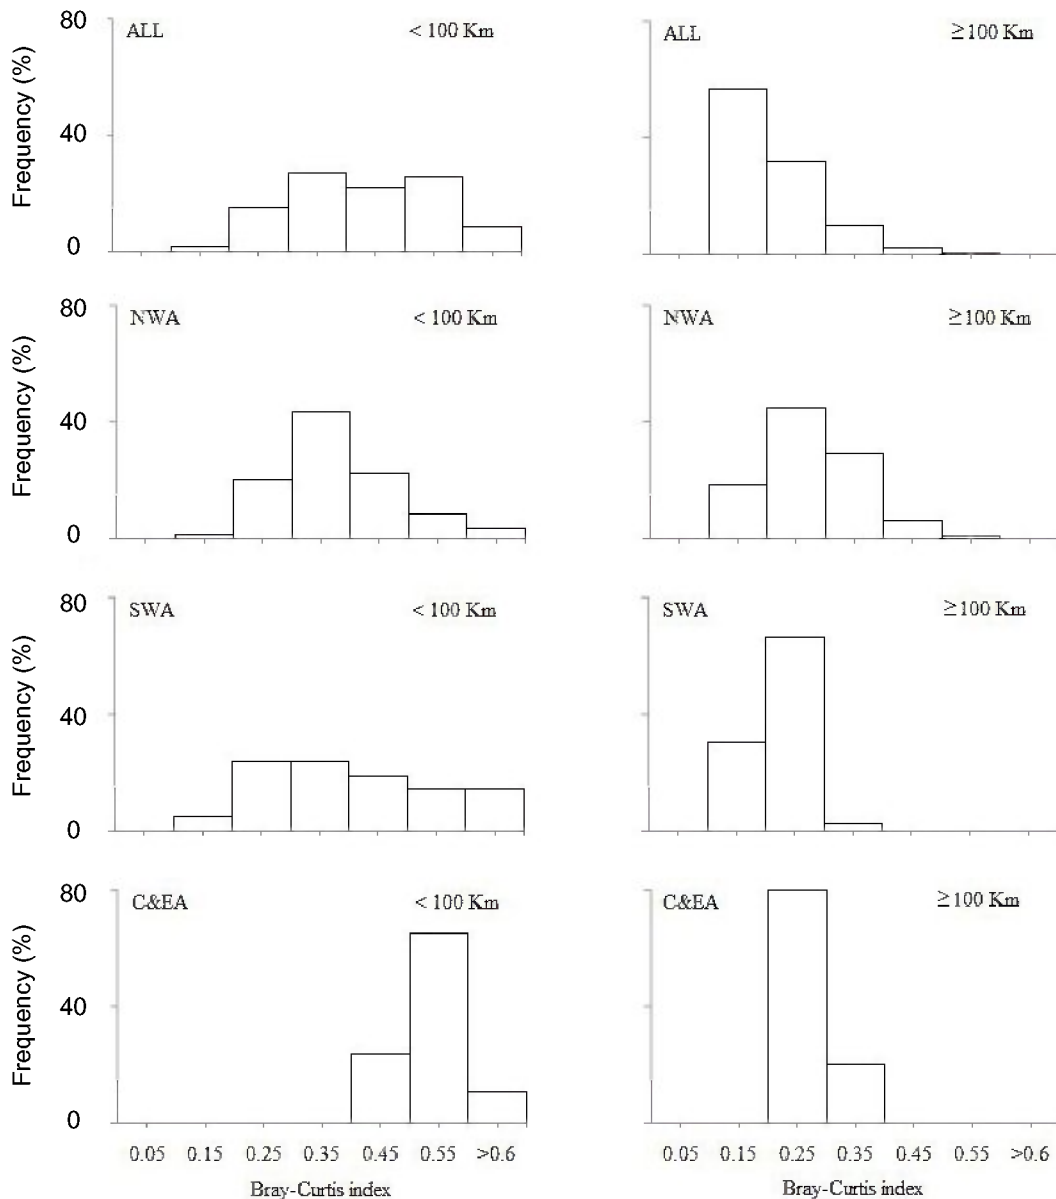 80
ALL
< 100 Km
ALL
≥100 Km
Frequency (%)
40
0
80
NWA
< 100 Km
NWA
≥100 Km
Frequency (%)
40
0
80
SWA
< 100 Km
SWA
≥100 Km
Frequency (%)
40
0
80
C&EA
< 100 Km
C&EA
≥100 Km
Frequency (%)
40
0
0.05 0.15 0.25 0.35 0.45 0.55 >0.6
0.05 0.15 0.25 0.35 0.45 0.55 >0.6
Bray-Curtis index
Bray-Curtis index